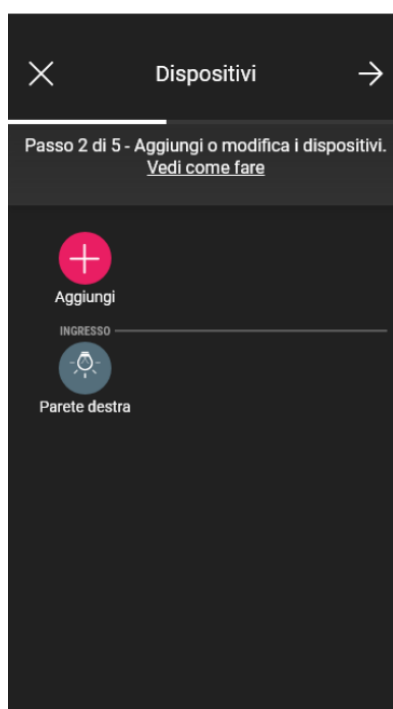 Dispositivi
Passo 2 di 5 - Aggiungi o modifica i dispositivi.
Vedi come fare
Aggiungi
INGRESSO
Parete destra